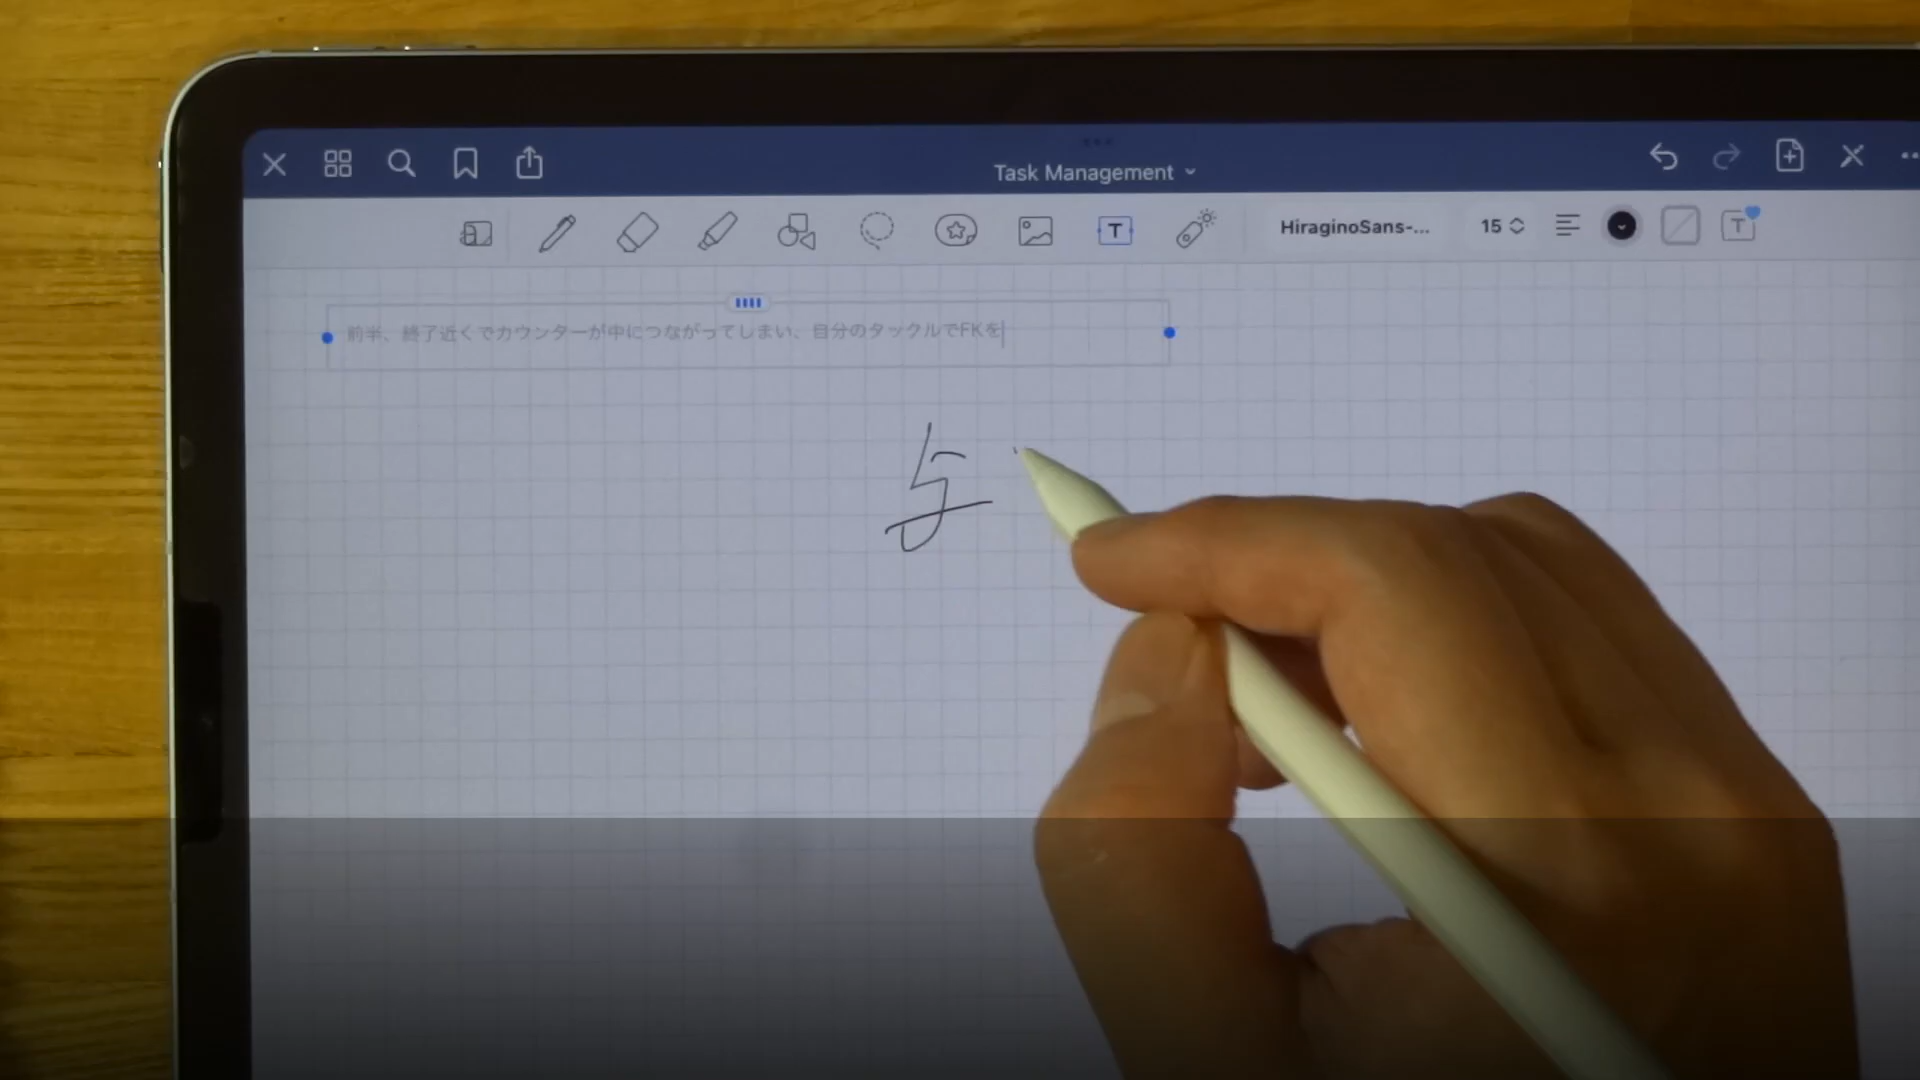 Task Management
HiraginoSans-...
15
前半、終了近くでカウンターが中につながってしまい、自分のタックルでFKを
与